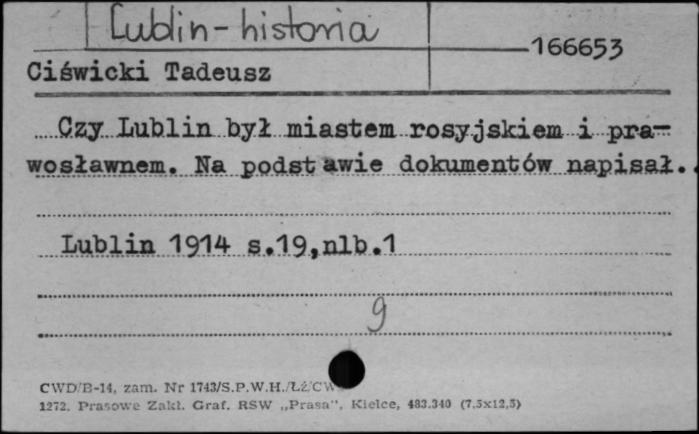 Lublin-historia
166653
Ciświcki Tadeusz
Czy Lublin był miastem rosyjskiem i pra-
wosławnem. Na podstawie dokumentów napisał..
Lublin 1914 s.19,nlb.1
9
CWD/B-14, zam. Nr 1743/S.P.W.H./ŁŹ/CW
1272. Prasowe Zakł. Graf. RSW „Prasa", Kielce, 483.340 (7,5x12,5)